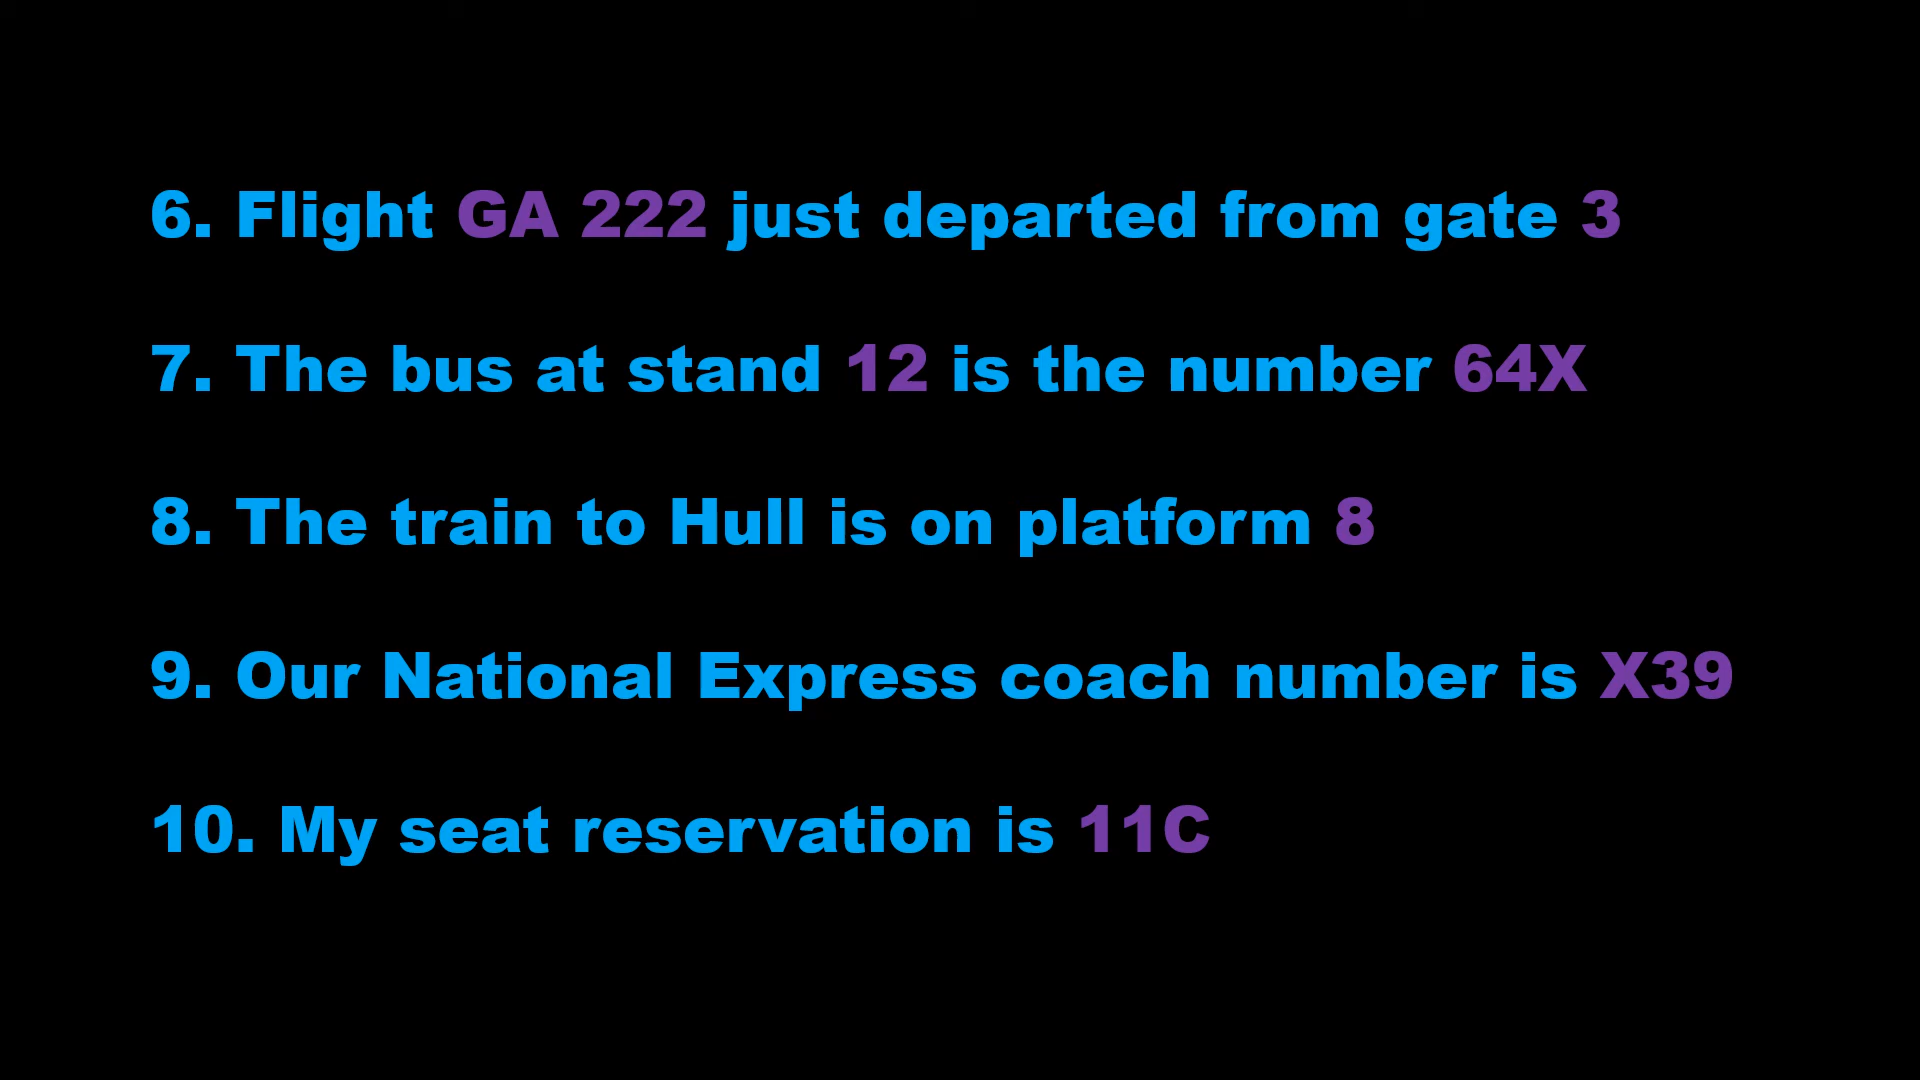 6. Flight GA 222 just departed from gate 3
7. The bus at stand 12 is the number 64X
8. The train to Hull is on platform 8
9. Our National Express coach number is X39
10. My seat reservation is 11C